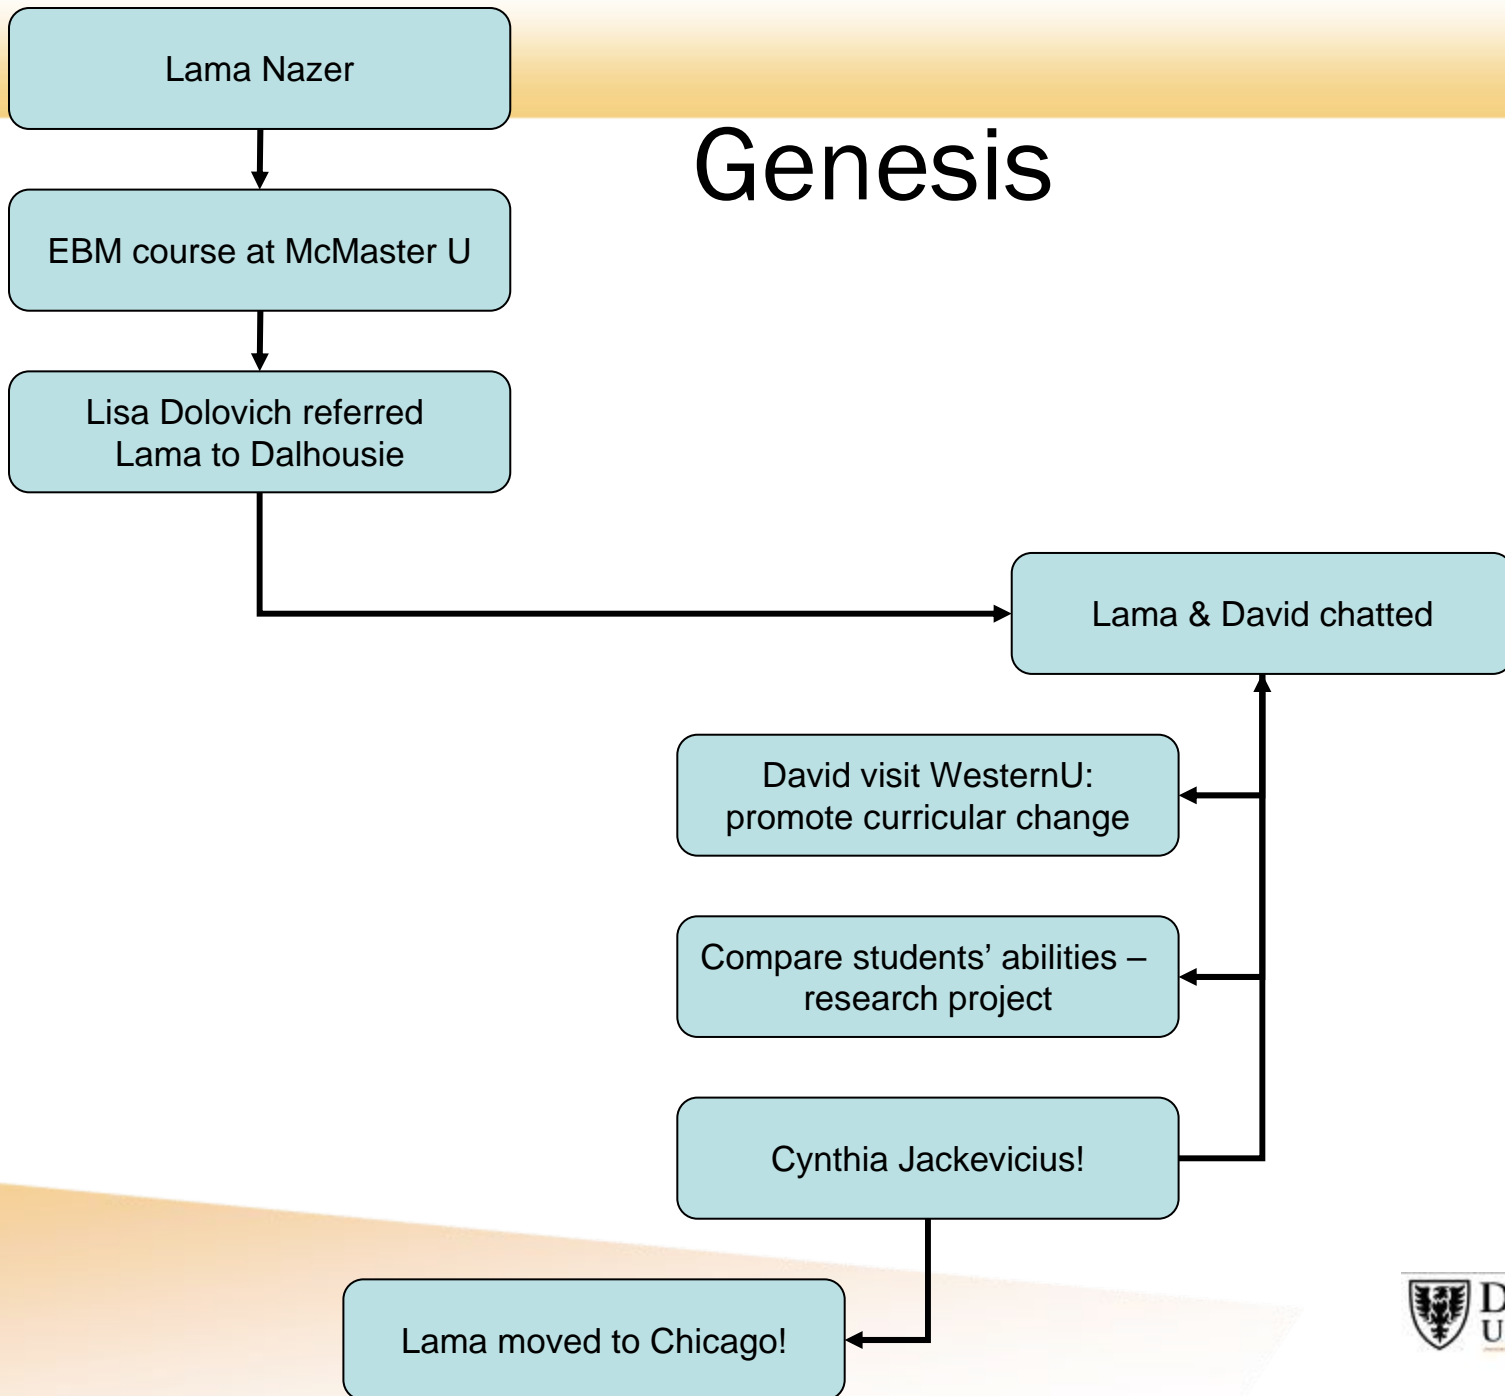 Lama Nazer
Genesis
EBM course at McMaster U
Lisa Dolovich referred
Lama to Dalhousie
Lama & David chatted
David visit WesternU:
promote curricular change
Compare students’ abilities –
research project
Cynthia Jackevicius!
Lama moved to Chicago!
D
U